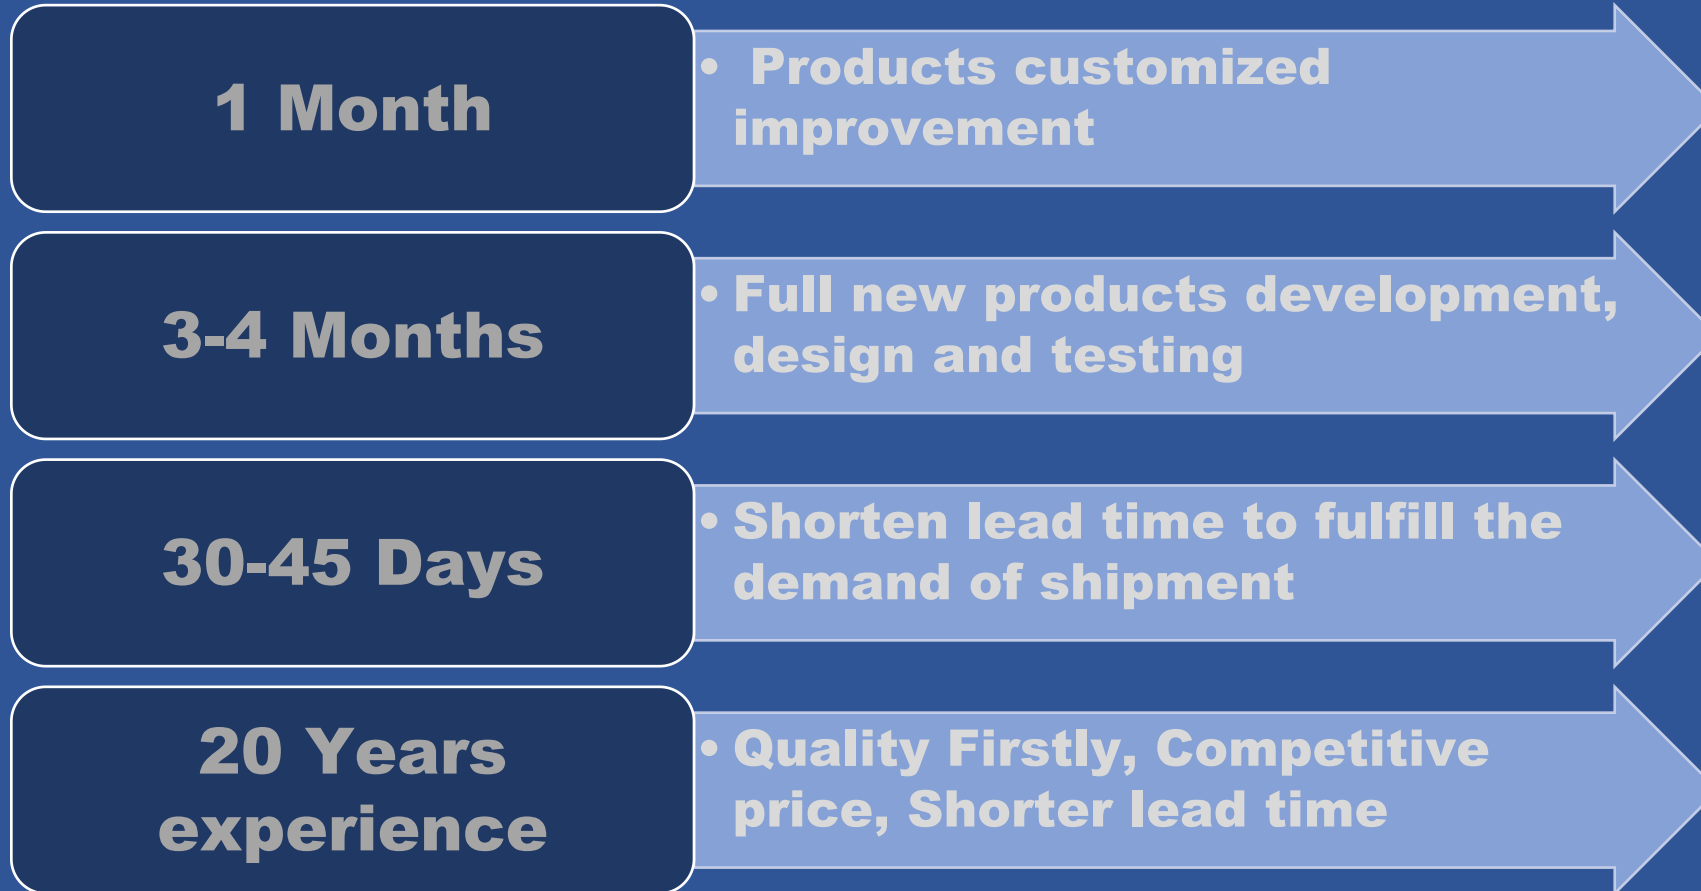 1 Month
• Products customized
improvement
3-4 Months
• Full new products development,
design and testing
30-45 Days
• Shorten lead time to fulfill the
demand of shipment
20 Years
experience
• Quality Firstly, Competitive
price, Shorter lead time